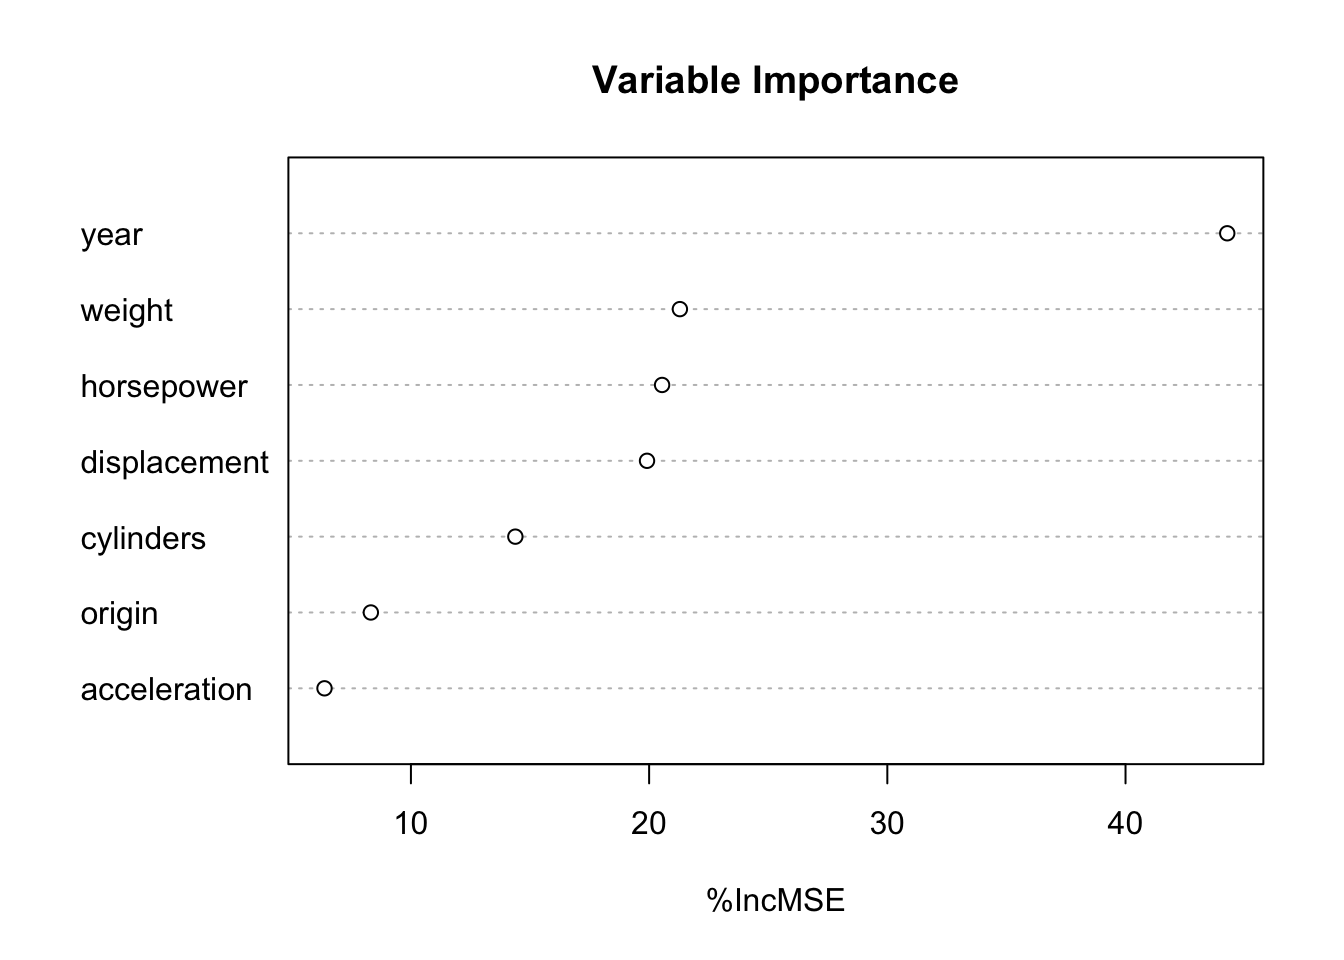 Variable Importance
year
weight
horsepower
displacement
cylinders
origin
acceleration
10 20 30 40
%IncMSE